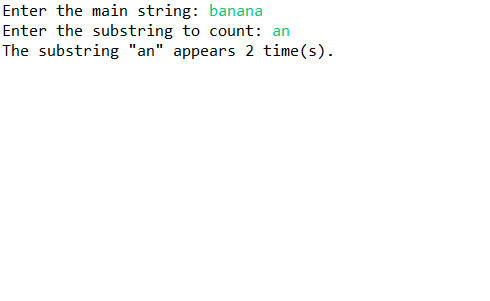 Enter the main string: banana
Enter the substring to count: an
The substring "an" appears 2 time(s).